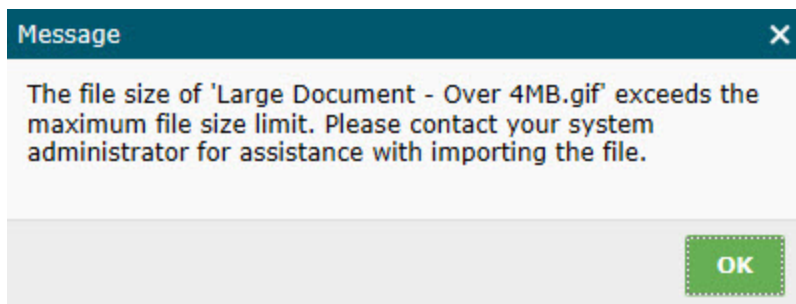 Message
The file size of 'Large Document - Over 4MB.gif' exceeds the
maximum file size limit. Please contact your system
administrator for assistance with importing the file.
OK